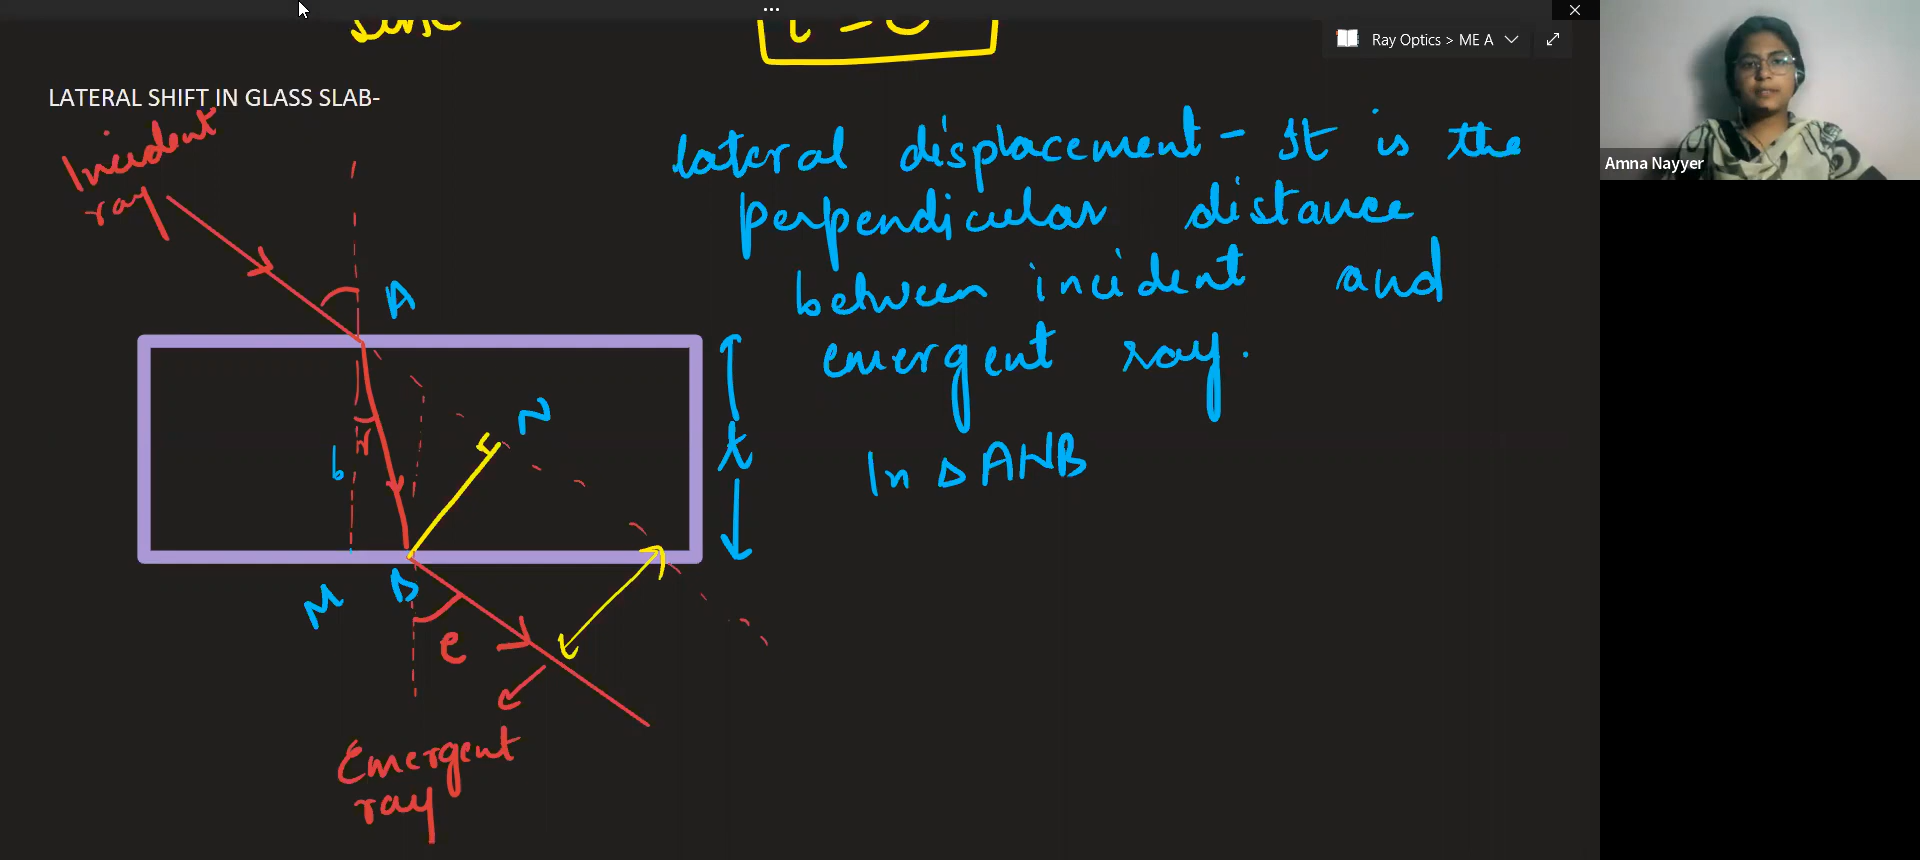 Ray Optics > ME A
Amna Nayyer
LATERAL SHIFT IN GLASS SLAB-
Incident
ray
lateral displacement - It is the
perpendicular distance
between incident and
emergent ray.
In Δ ANB
A
N
r
t
M
B
e
Emergent
ray